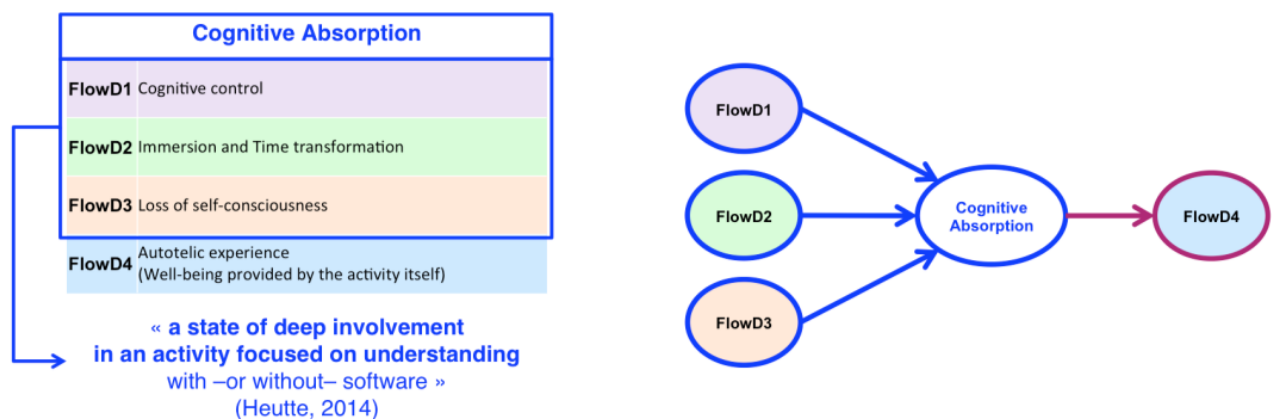 Cognitive Absorption
FlowD1 Cognitive control
FlowD2 Immersion and Time transformation
FlowD3 Loss of self-consciousness
FlowD4 Autotelic experience
(Well-being provided by the activity itself)
« a state of deep involvement
in an activity focused on understanding
with –or without– software »
(Heutte, 2014)
FlowD1
FlowD2
FlowD3
Cognitive
Absorption
FlowD4